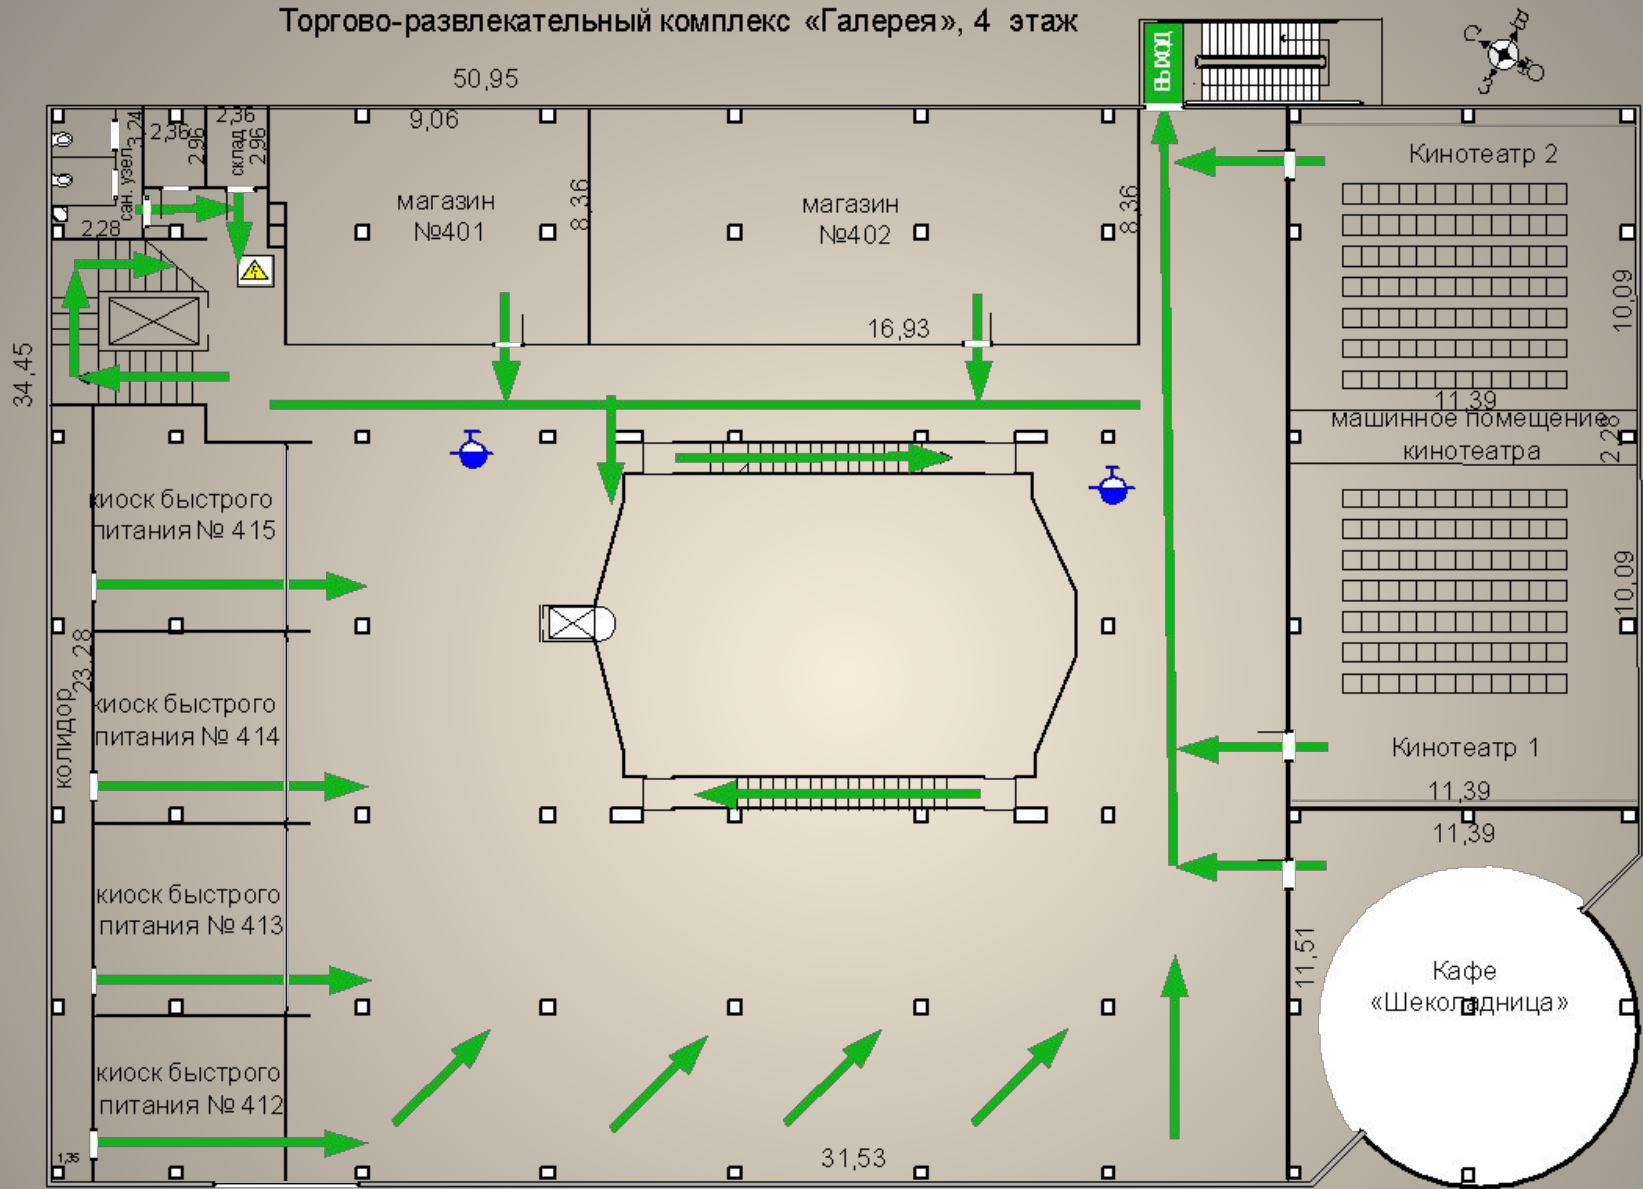 Торгово-развлекательный комплекс «Галерея», 4 этаж
ВЫХОД
С
В
Ю
З
50,95
2,36
2,36
9,06
3,24
2,96
склад
2,96
сан. узел
2,28
магазин
№401
8,36
магазин
№402
8,36
16,93
Кинотеатр 2
10,09
11,39
машинное помещение
кинотеатра
2,28
34,45
киоск быстрого
питания № 415
10,09
23,28
колидор
киоск быстрого
питания № 414
Кинотеатр 1
11,39
11,39
киоск быстрого
питания № 413
11,51
Кафе
«Шеколадница»
киоск быстрого
питания № 412
1,35
31,53